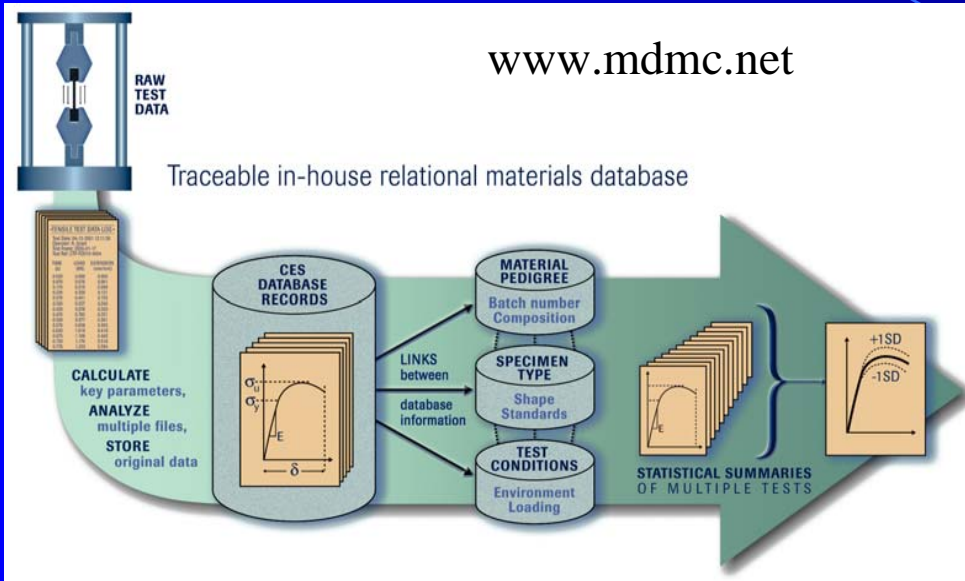 www.mdmc.net
RAW
TEST
DATA
Traceable in-house relational materials database
CALCULATE
key parameters,
ANALYZE
multiple files,
STORE
original data
CES
DATABASE
RECORDS
σu
σy
E
δ
LINKS
between
database
information
MATERIAL
PEDIGREE
Batch number
Composition
SPECIMEN
TYPE
Shape
Standards
TEST
CONDITIONS
Environment
Loading
E
STATISTICAL SUMMARIES
OF MULTIPLE TESTS
+1SD
-1SD